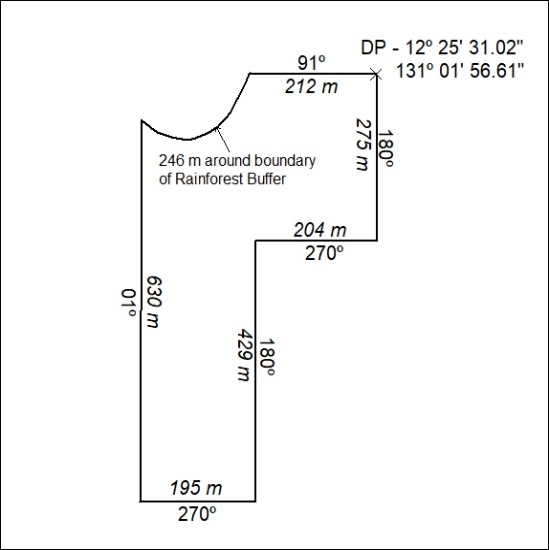 DP - 12º 25' 31.02"
131º 01' 56.61"
91º
212 m
275 m
180º
246 m around boundary
of Rainforest Buffer
204 m
270º
630 m
01º
429 m
180º
195 m
270º